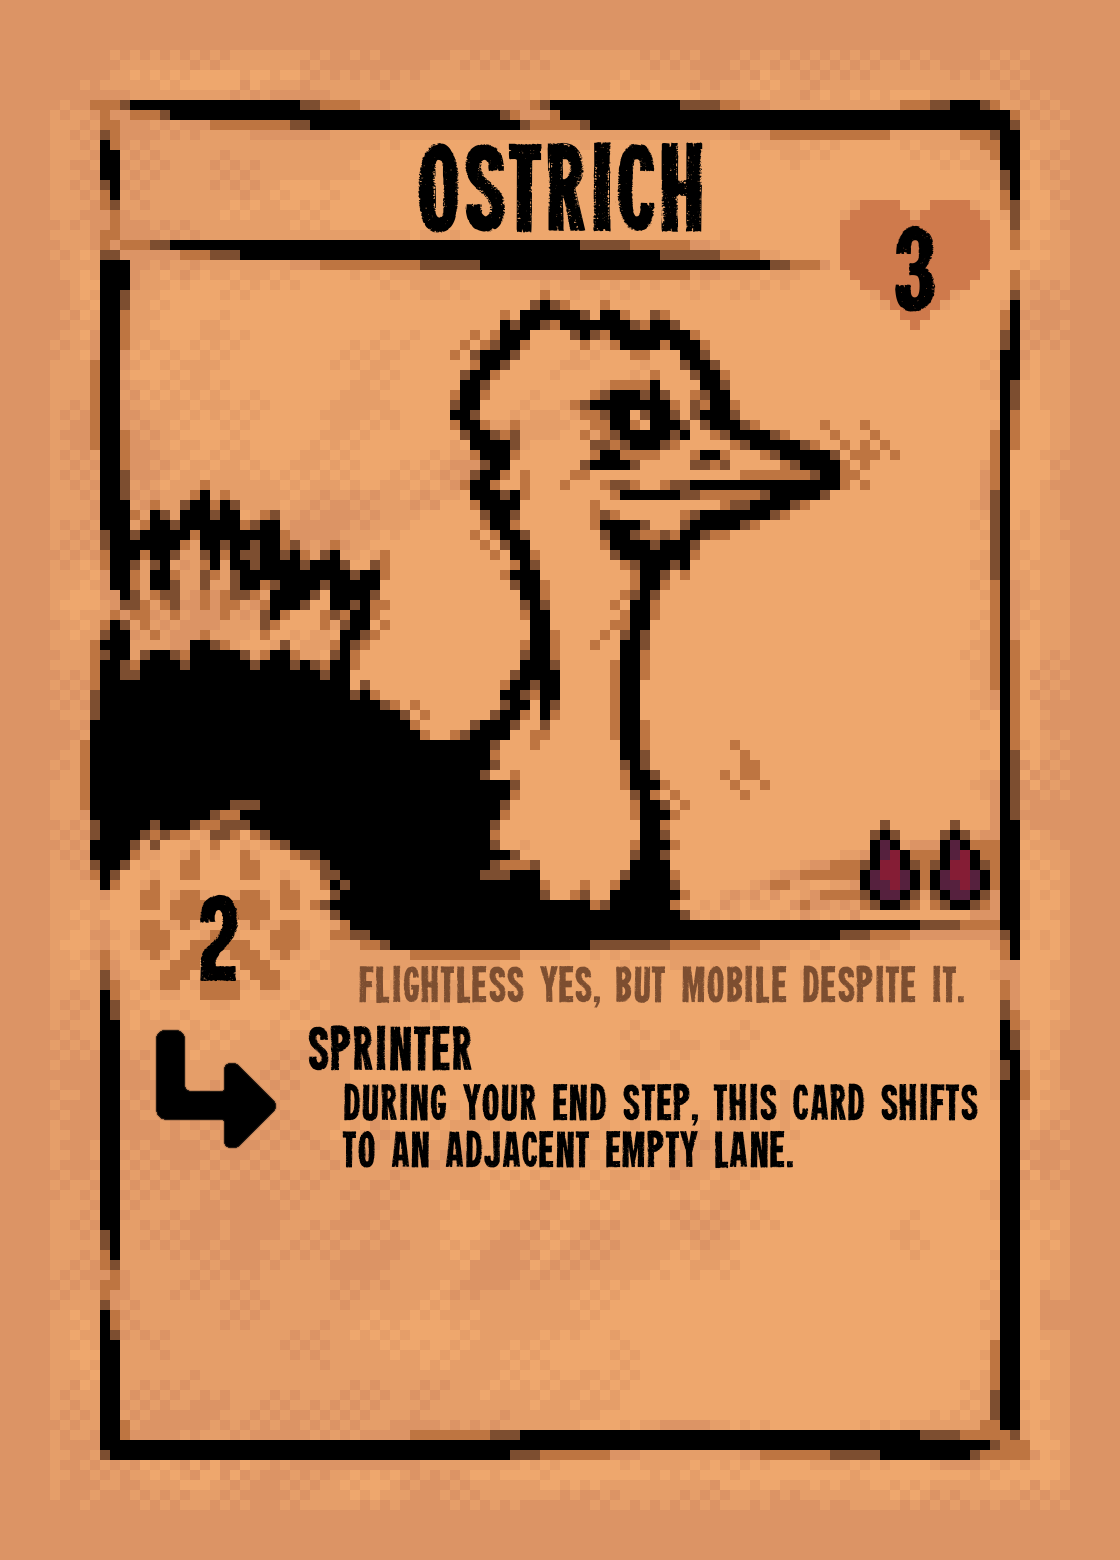 OSTRICH
3
2
FLIGHTLESS YES, BUT MOBILE DESPITE IT.
SPRINTER
DURING YOUR END STEP, THIS CARD SHIFTS
TO AN ADJACENT EMPTY LANE.